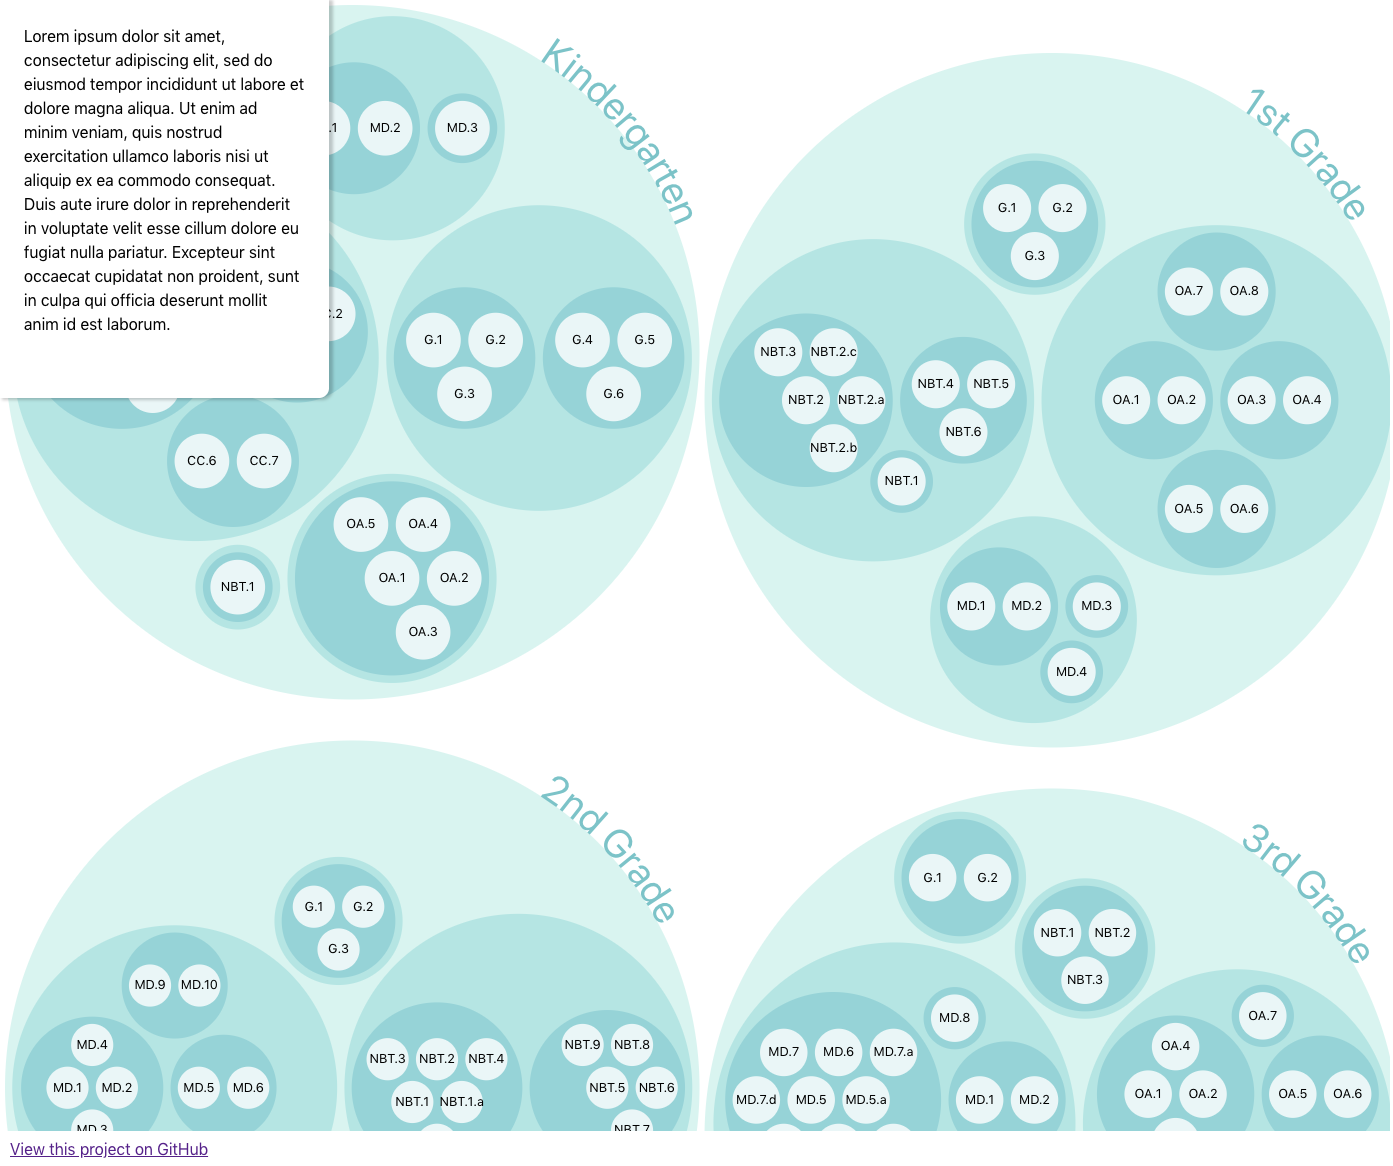 Lorem ipsum dolor sit amet,
consectetur adipiscing elit, sed do
eiusmod tempor incididunt ut labore et
dolore magna aliqua. Ut enim ad
minim veniam, quis nostrud
exercitation ullamco laboris nisi ut
aliquip ex ea commodo consequat.
Duis aute irure dolor in reprehenderit
in voluptate velit esse cillum dolore eu
fugiat nulla pariatur. Excepteur sint
occaecat cupidatat non proident, sunt
in culpa qui officia deserunt mollit
anim id est laborum.
Kindergarten
.1 MD.2 MD.3
.2
G.1 G.2 G.4 G.5
G.3 G.6
CC.6 CC.7
OA.5 OA.4
OA.1 OA.2
NBT.1
OA.3
1st Grade
G.1 G.2
G.3
OA.7 OA.8
NBT.3 NBT.2.c
NBT.4 NBT.5
NBT.2 NBT.2.a
OA.1 OA.2 OA.3 OA.4
NBT.6
NBT.2.b
NBT.1
OA.5 OA.6
MD.1 MD.2 MD.3
MD.4
2nd Grade
G.1 G.2
G.3
MD.9 MD.10
MD.4
NBT.9 NBT.8
NBT.3 NBT.2 NBT.4
MD.1 MD.2 MD.5 MD.6
NBT.5 NBT.6
NBT.1 NBT.1.a
MD.3
NBT.7
3rd Grade
G.1 G.2
NBT.1 NBT.2
NBT.3
MD.8
OA.7
OA.4
MD.7 MD.6 MD.7.a
OA.1 OA.2 OA.5 OA.6
MD.7.d MD.5 MD.5.a
MD.1 MD.2
View this project on GitHub